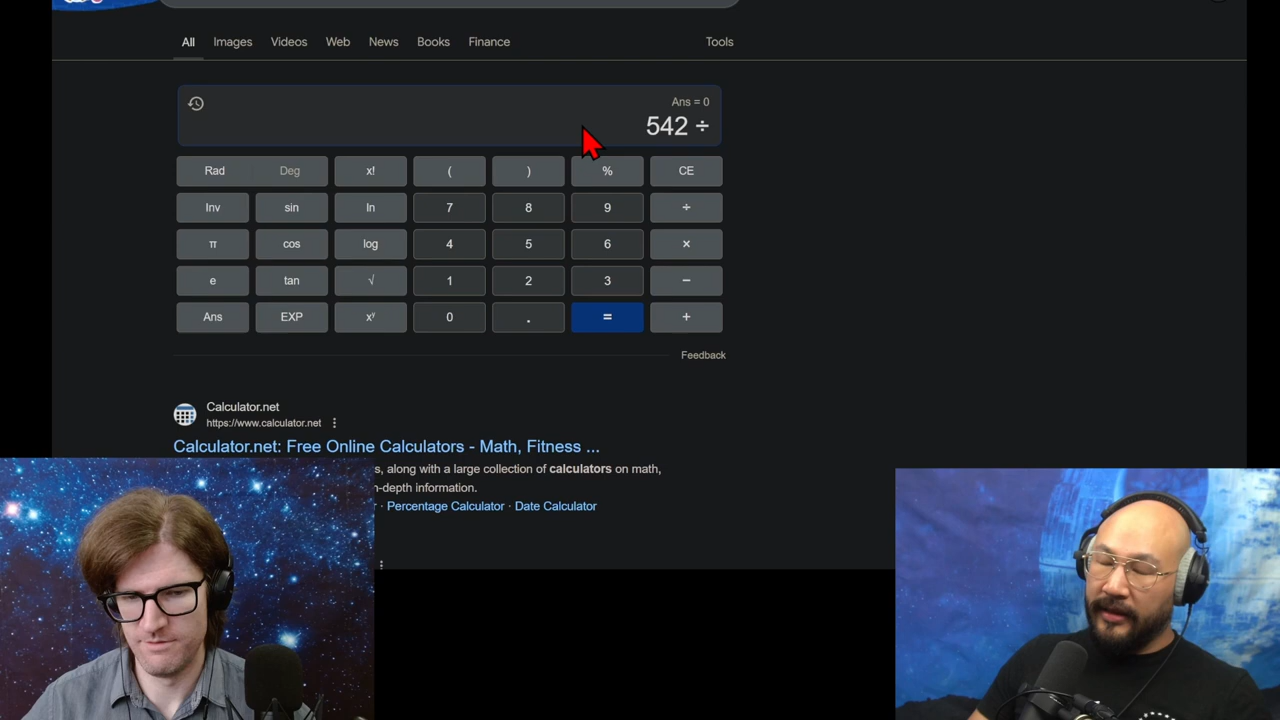 All Images Videos Web News Books Finance Tools
Ans = 0
542 ÷
Rad Deg x! ( ) % CE
Inv sin ln 7 8 9 ÷
π cos log 4 5 6 ×
e tan √ 1 2 3 −
Ans EXP xʸ 0 . = +
Feedback
Calculator.net
https://www.calculator.net
Calculator.net: Free Online Calculators - Math, Fitness ...
s, along with a large collection of calculators on math,
n-depth information.
· Percentage Calculator · Date Calculator